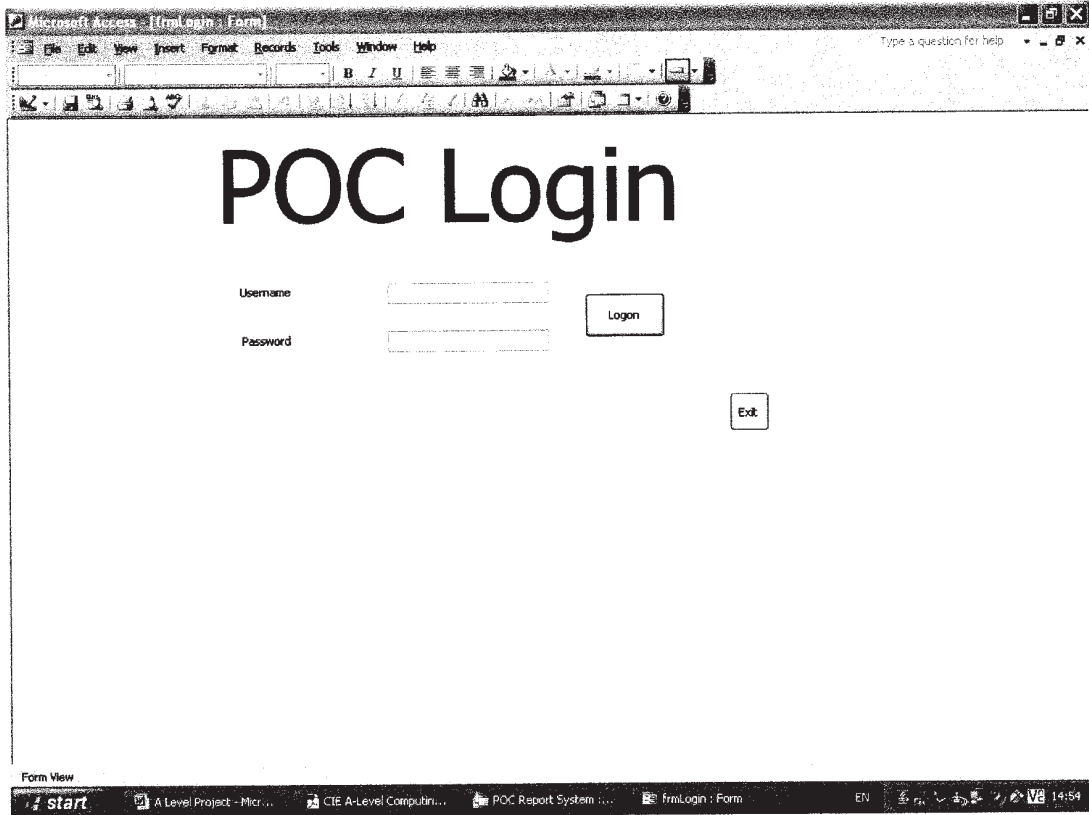 Microsoft Access - [frmLogin : Form]
File Edit View Insert Format Records Tools Window Help
Type a question for help
B I U
POC Login
Username
Logon
Password
Exit
Form View
start
A Level Project - Micr...
CIE A-Level Computin...
POC Report System :...
frmLogin : Form
EN
14:54